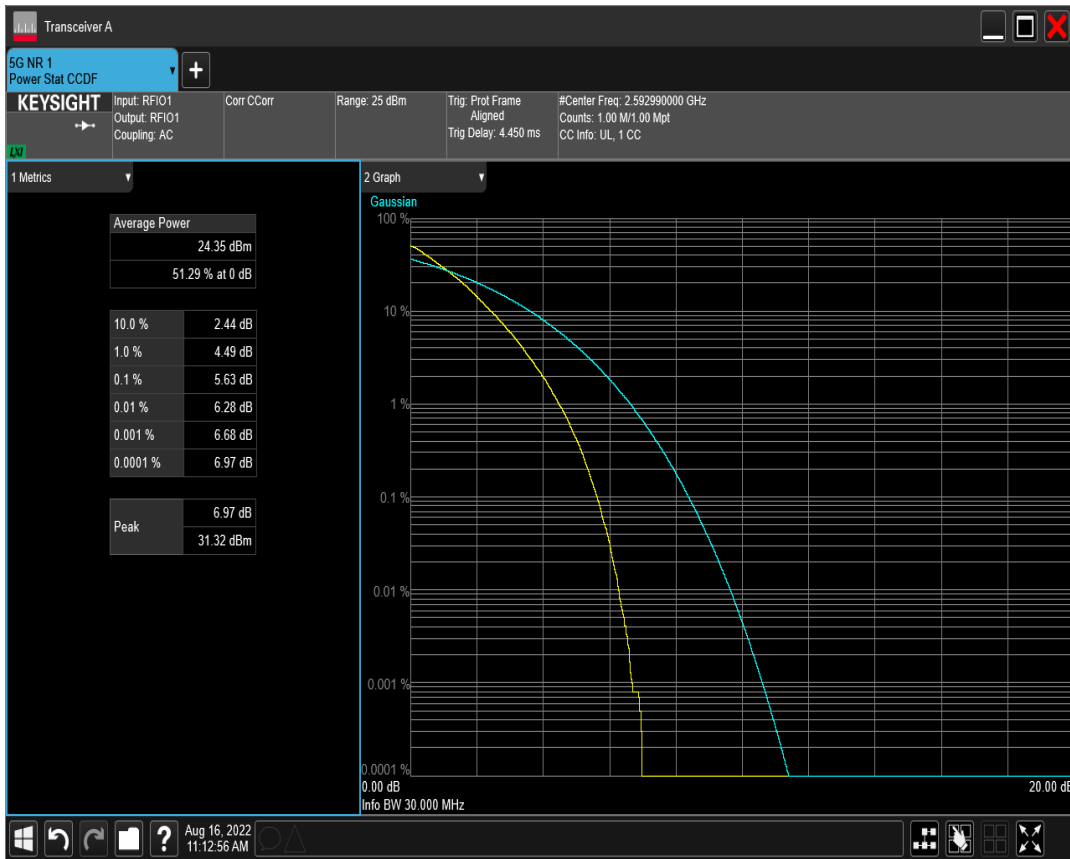 Transceiver A
5G NR 1
Power Stat CCDF
+
KEYSIGHT
LXI
Input: RFIO1
Output: RFIO1
Coupling: AC
Corr CCorr
Range: 25 dBm
Trig: Prot Frame
Aligned
Trig Delay: 4.450 ms
#Center Freq: 2.592990000 GHz
Counts: 1.00 M/1.00 Mpt
CC Info: UL, 1 CC
1 Metrics
Average Power
24.35 dBm
51.29 % at 0 dB
10.0 % 2.44 dB
1.0 % 4.49 dB
0.1 % 5.63 dB
0.01 % 6.28 dB
0.001 % 6.68 dB
0.0001 % 6.97 dB
Peak 6.97 dB
31.32 dBm
2 Graph
Gaussian
100 %
10 %
1 %
0.1 %
0.01 %
0.001 %
0.0001 %
0.00 dB 20.00 dB
Info BW 30.000 MHz
?
Aug 16, 2022
11:12:56 AM